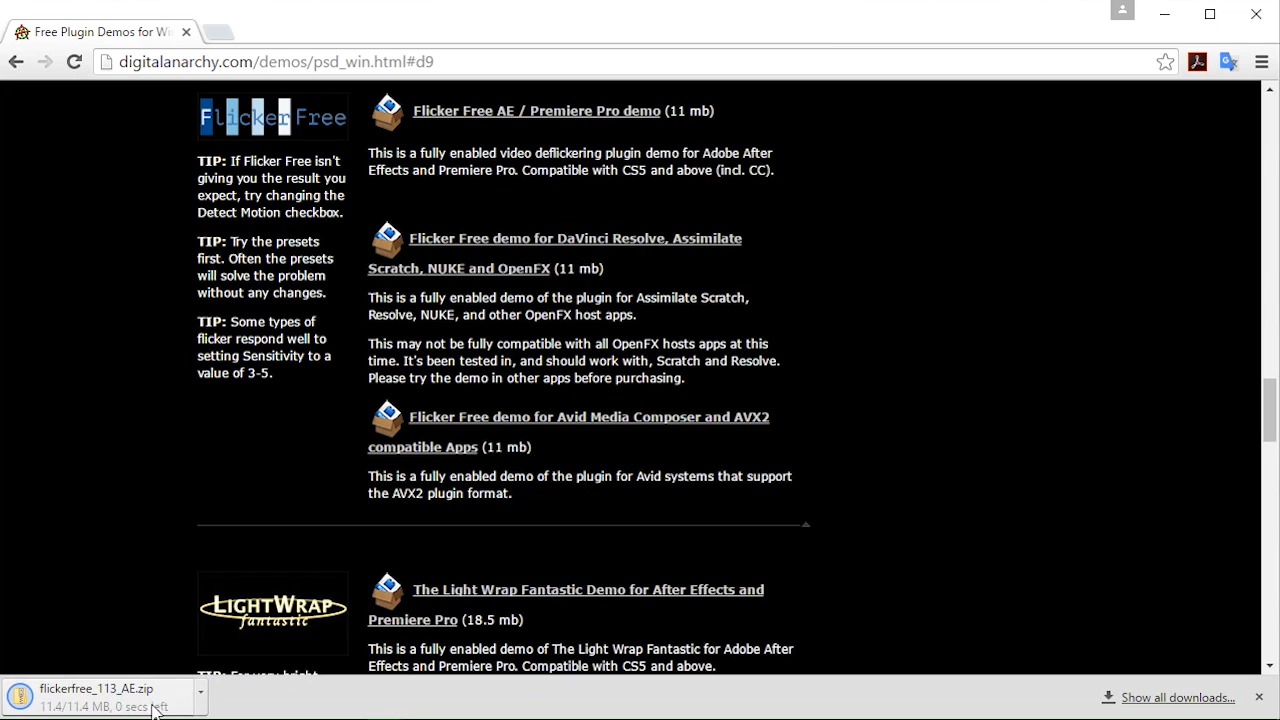 Free Plugin Demos for Wi
digitalanarchy.com/demos/psd_win.html#d9
Flicker Free
TIP: If Flicker Free isn't
giving you the result you
expect, try changing the
Detect Motion checkbox.
TIP: Try the presets
first. Often the presets
will solve the problem
without any changes.
TIP: Some types of
flicker respond well to
setting Sensitivity to a
value of 3-5.
Flicker Free AE / Premiere Pro demo (11 mb)
This is a fully enabled video deflickering plugin demo for Adobe After
Effects and Premiere Pro. Compatible with CS5 and above (incl. CC).
Flicker Free demo for DaVinci Resolve, Assimilate
Scratch, NUKE and OpenFX (11 mb)
This is a fully enabled demo of the plugin for Assimilate Scratch,
Resolve, NUKE, and other OpenFX host apps.
This may not be fully compatible with all OpenFX hosts apps at this
time. It's been tested in, and should work with, Scratch and Resolve.
Please try the demo in other apps before purchasing.
Flicker Free demo for Avid Media Composer and AVX2
compatible Apps (11 mb)
This is a fully enabled demo of the plugin for Avid systems that support
the AVX2 plugin format.
LIGHTWRAP
fantastic
TIP: For very bright
The Light Wrap Fantastic Demo for After Effects and
Premiere Pro (18.5 mb)
This is a fully enabled demo of The Light Wrap Fantastic for Adobe After
Effects and Premiere Pro. Compatible with CS5 and above.
flickerfree_113_AE.zip
11.4/11.4 MB, 0 secs left
Show all downloads...